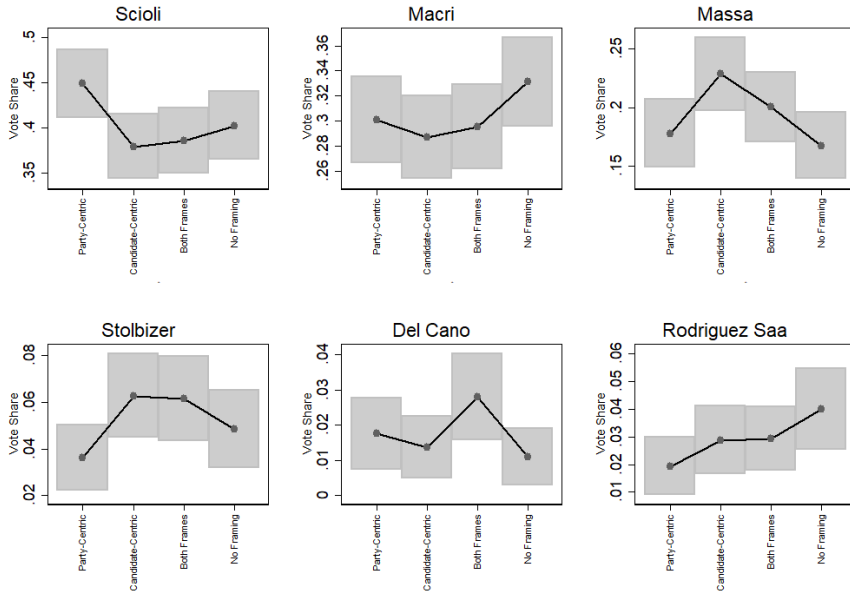 Scioli
Vote Share
.5
.45
.4
.35
Party-Centric
Candidate-Centric
Both Frames
No Framing
Macri
Vote Share
.36
.34
.32
.3
.28
.26
Party-Centric
Candidate-Centric
Both Frames
No Framing
Massa
Vote Share
.25
.2
.15
Party-Centric
Candidate-Centric
Both Frames
No Framing
Stolbizer
Vote Share
.08
.06
.04
.02
Party-Centric
Candidate-Centric
Both Frames
No Framing
Del Cano
Vote Share
.04
.03
.02
.01
0
Party-Centric
Candidate-Centric
Both Frames
No Framing
Rodriguez Saa
Vote Share
.06
.05
.04
.03
.02
.01
Party-Centric
Candidate-Centric
Both Frames
No Framing